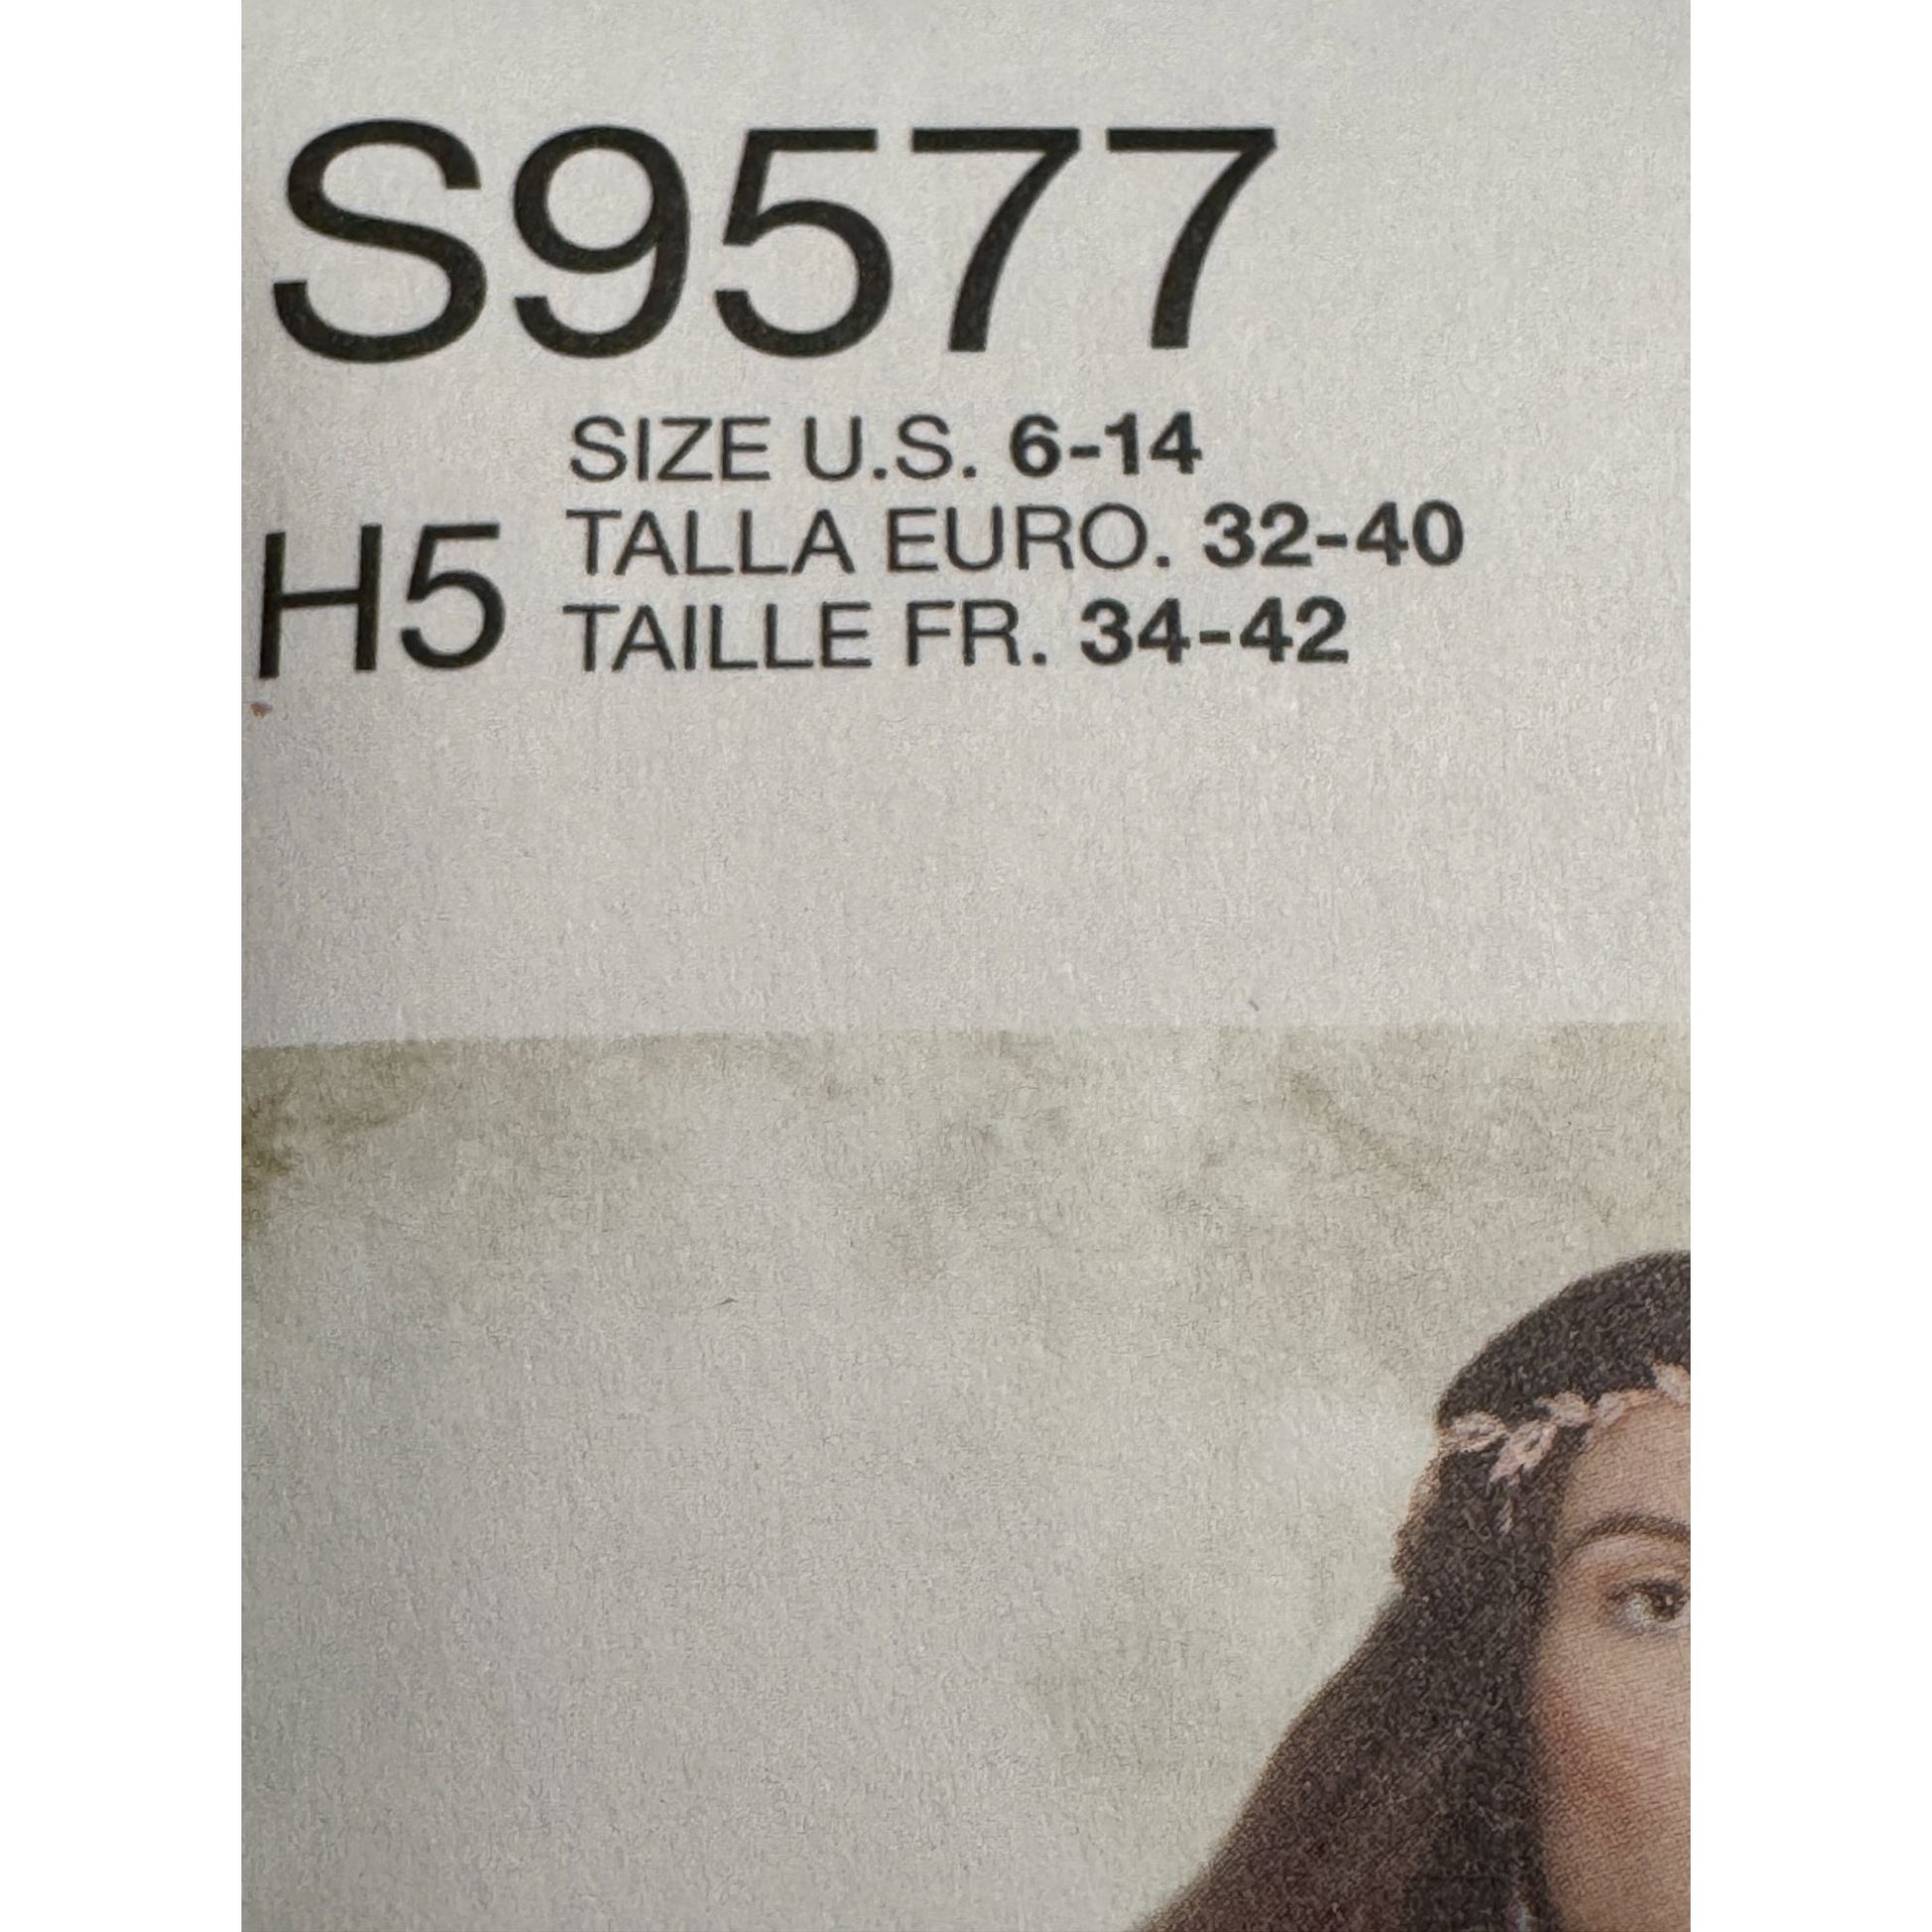 S9577
H5
SIZE U.S. 6-14
TALLA EURO. 32-40
TAILLE FR. 34-42